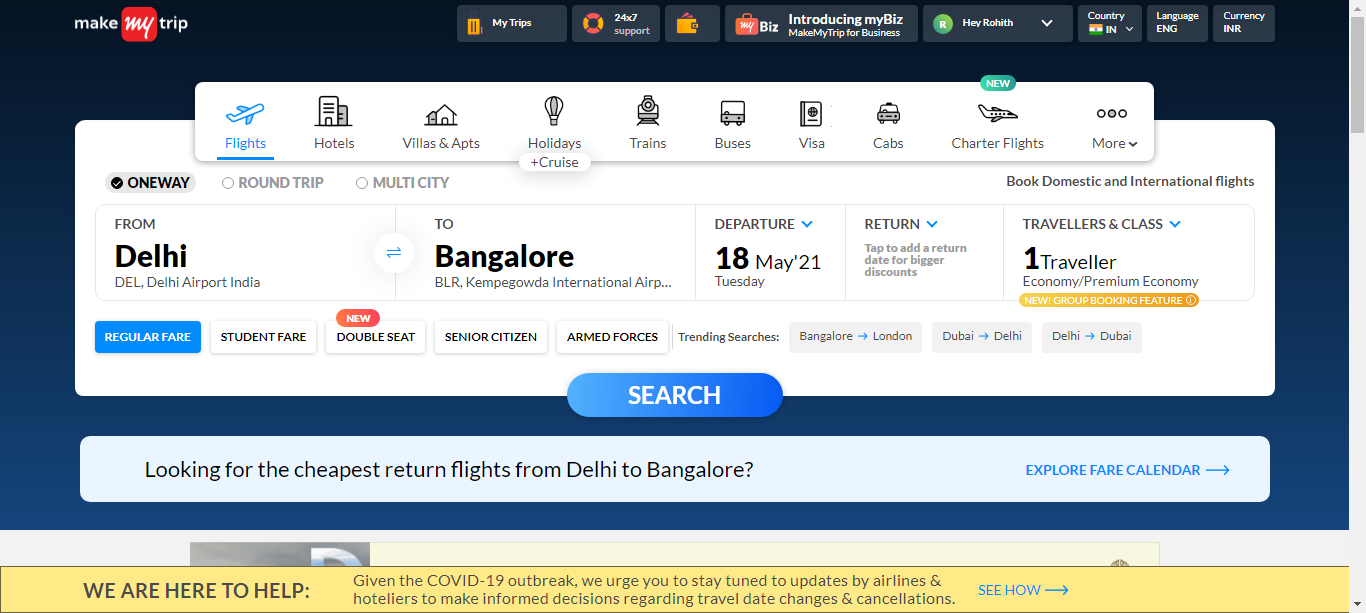 make my trip
My Trips
24x7
support
my Biz
Introducing myBiz
MakeMyTrip for Business
R
Hey Rohith
Country
IN
Language
ENG
Currency
INR
NEW
Flights
Hotels
Villas & Apts
Holidays
Trains
Buses
Visa
Cabs
Charter Flights
More
+Cruise
ONEWAY
ROUND TRIP
MULTI CITY
Book Domestic and International flights
FROM
Delhi
DEL, Delhi Airport India
TO
Bangalore
BLR, Kempegowda International Airp...
DEPARTURE
18 May'21
Tuesday
RETURN
Tap to add a return
date for bigger
discounts
TRAVELLERS & CLASS
1Traveller
Economy/Premium Economy
NEW! GROUP BOOKING FEATURE
REGULAR FARE
STUDENT FARE
NEW
DOUBLE SEAT
SENIOR CITIZEN
ARMED FORCES
Trending Searches:
Bangalore → London
Dubai → Delhi
Delhi → Dubai
SEARCH
Looking for the cheapest return flights from Delhi to Bangalore?
EXPLORE FARE CALENDAR
WE ARE HERE TO HELP:
Given the COVID-19 outbreak, we urge you to stay tuned to updates by airlines &
hoteliers to make informed decisions regarding travel date changes & cancellations.
SEE HOW